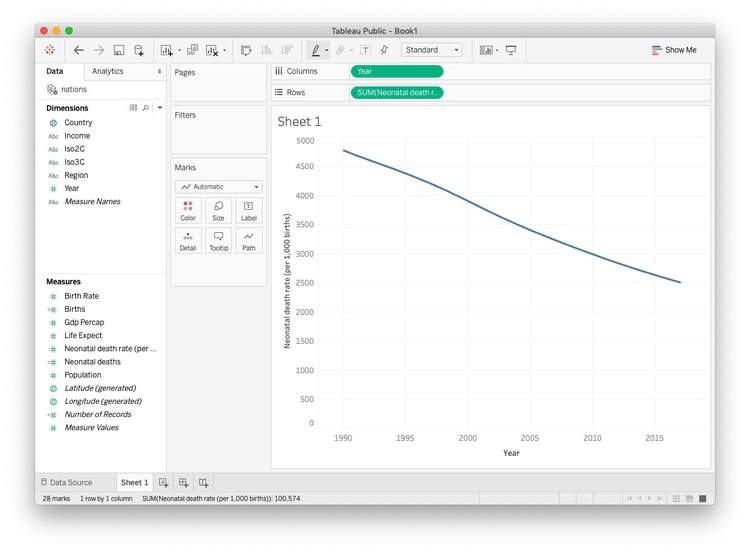 Tableau Public - Book1
Standard
Show Me
Data
Analytics
nations
Dimensions
Country
Abc Income
Abc Iso2C
Abc Iso3C
Abc Region
Year
Abc Measure Names
Measures
Birth Rate
Births
Gdp Percap
Life Expect
Neonatal death rate (per ...
Neonatal deaths
Population
Latitude (generated)
Longitude (generated)
Number of Records
Measure Values
Pages
Filters
Marks
Automatic
Color Size Label
Detail Tooltip Path
Columns Year
Rows SUM(Neonatal death r..
Sheet 1
5000
4500
4000
3500
3000
2500
2000
1500
1000
500
0
Neonatal death rate (per 1,000 births)
1990 1995 2000 2005 2010 2015
Year
Data Source Sheet 1
28 marks 1 row by 1 column SUM(Neonatal death rate (per 1,000 births)): 100,574